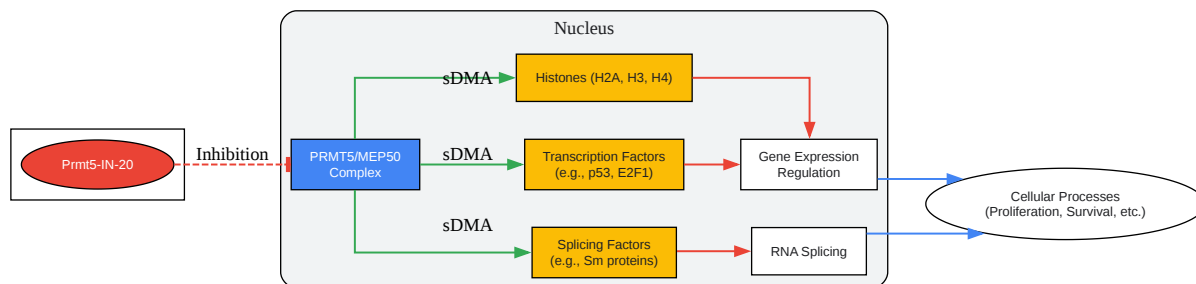 Nucleus
sDMA
Histones (H2A, H3, H4)
Prmt5-IN-20
Inhibition
PRMT5/MEP50
Complex
sDMA
Transcription Factors
(e.g., p53, E2F1)
Gene Expression
Regulation
Cellular Processes
(Proliferation, Survival, etc.)
sDMA
Splicing Factors
(e.g., Sm proteins)
RNA Splicing